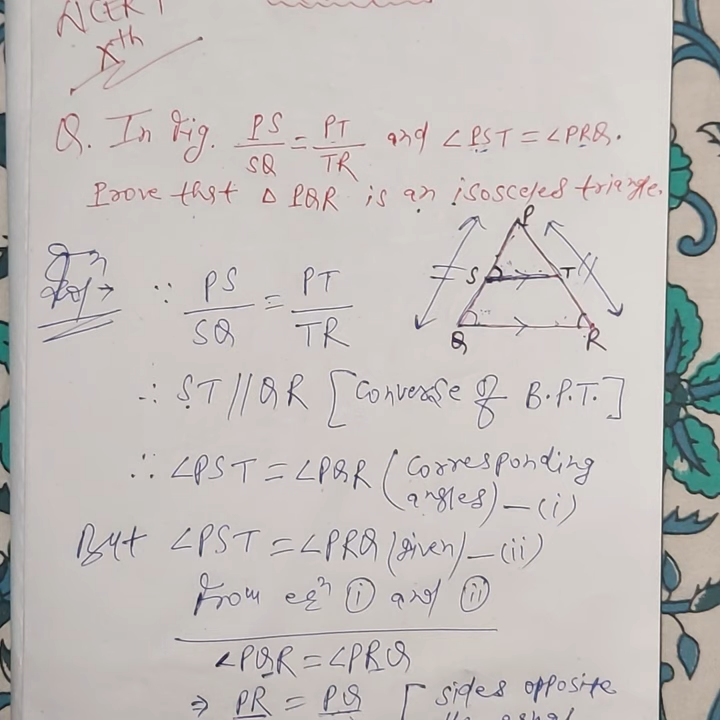 NCERT
Xth
Q. In Fig. PS/SQ = PT/TR and ∠PST = ∠PRQ.
Prove that Δ PQR is an isosceles triangle.
P
S
T
Q
R
Solⁿ→ ∵ PS/SQ = PT/TR
∴ ST // QR [Converse of B.P.T.]
∴ ∠PST = ∠PQR (corresponding
angles) — (i)
But ∠PST = ∠PRQ (given) — (ii)
From eqⁿ (i) and (ii)
∠PQR = ∠PRQ
⇒ PR = PQ [sides opposite